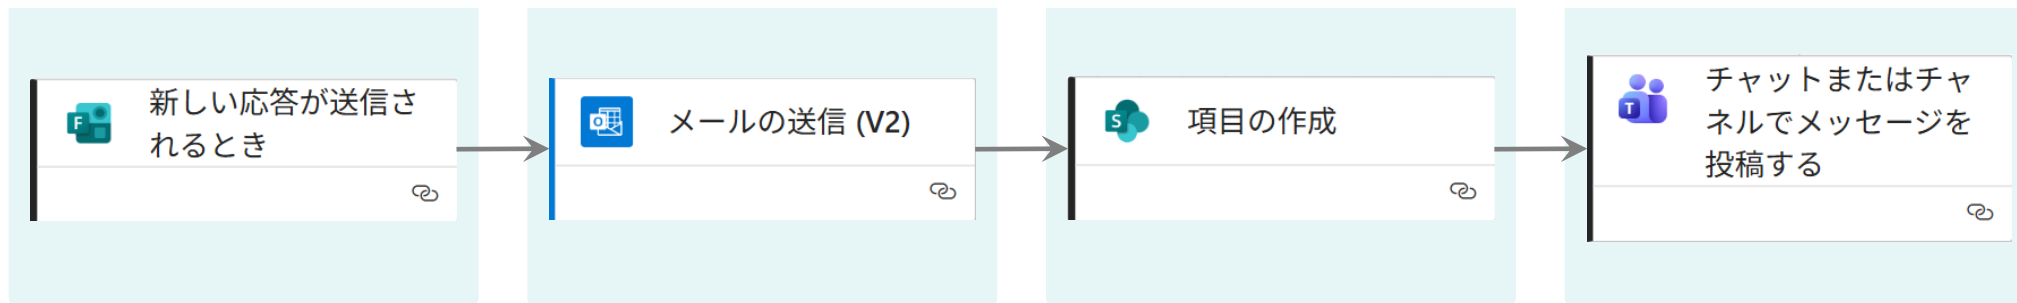 新しい応答が送信さ
れるとき
メールの送信 (V2)
項目の作成
チャットまたはチャ
ネルでメッセージを
投稿する